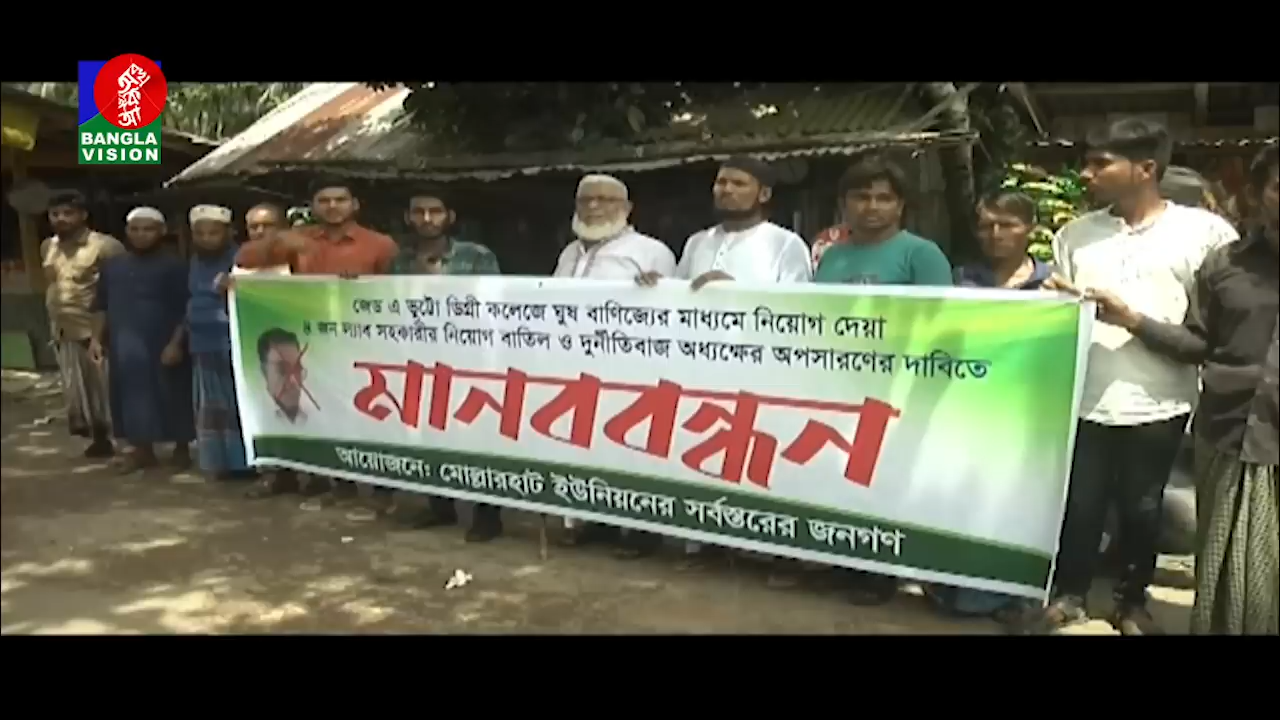 BANGLA
VISION
জেড এ ভুট্টো ডিগ্রী কলেজে ঘুষ বাণিজ্যের মাধ্যমে নিয়োগ দেয়া
৪ জন ল্যাব সহকারীর নিয়োগ বাতিল ও দুর্নীতিবাজ অধ্যক্ষের অপসারণের দাবিতে
মানববন্ধন
আয়োজনে: মোল্লারহাট ইউনিয়নের সর্বস্তরের জনগণ